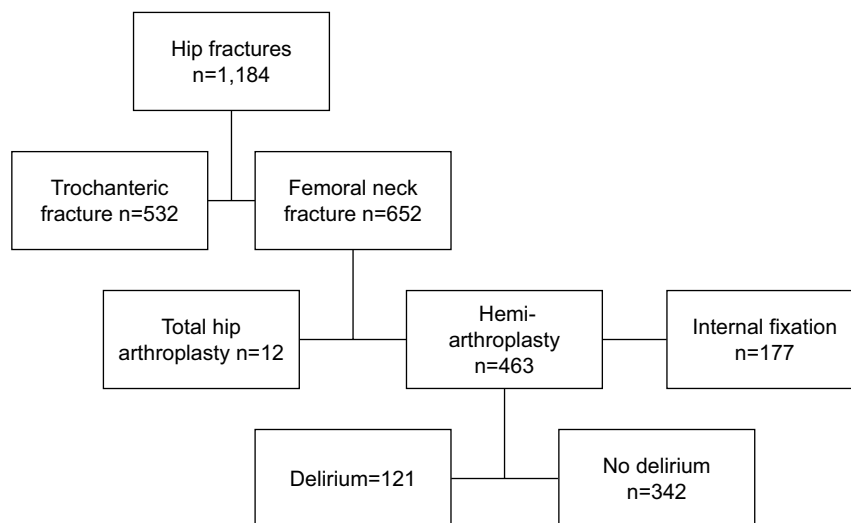 Hip fractures
n=1,184
Trochanteric
fracture n=532
Femoral neck
fracture n=652
Total hip
arthroplasty n=12
Hemi-
arthroplasty
n=463
Internal fixation
n=177
Delirium=121
No delirium
n=342